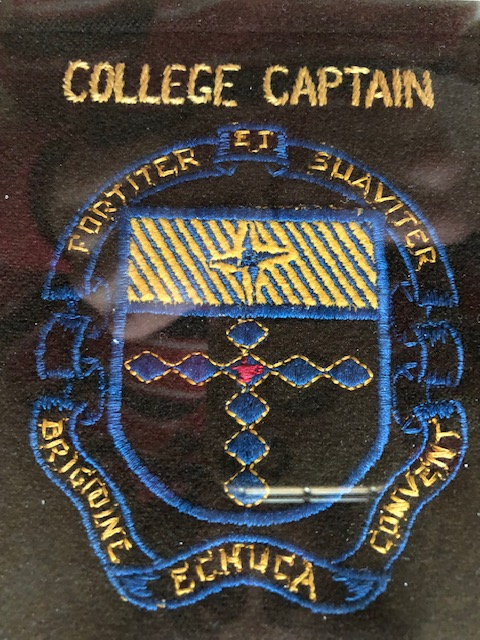 COLLEGE CAPTAIN
FORTITER ET SUAVITER
BRIGIDINE ECHUCA CONVENT